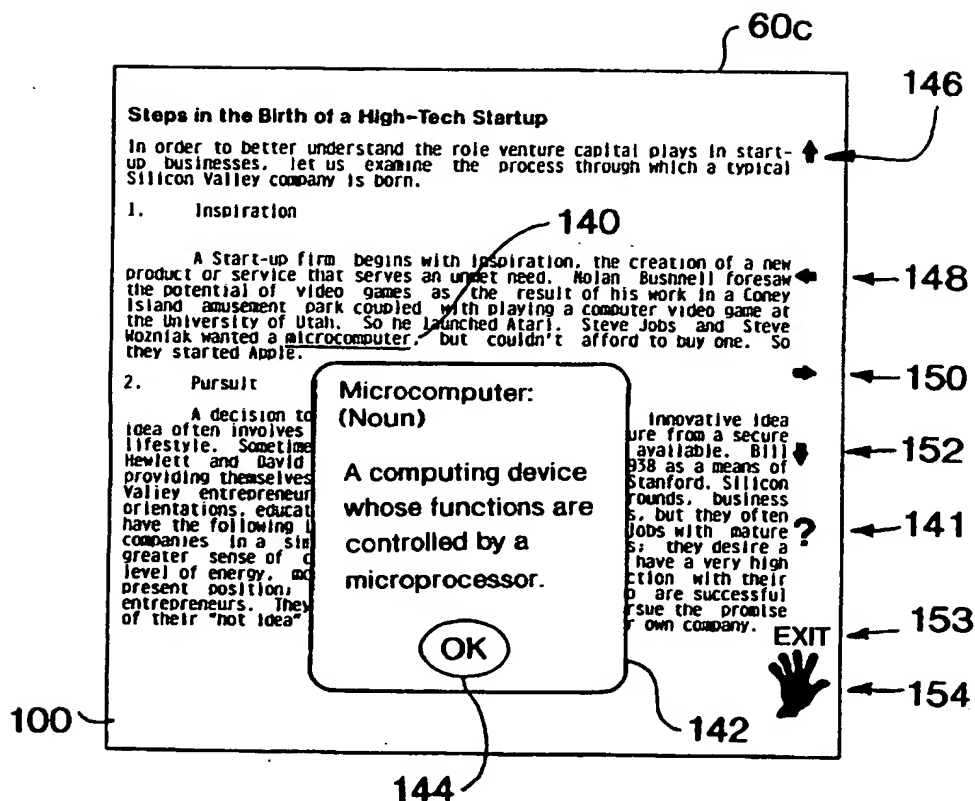 60c
146
Steps in the Birth of a High-Tech Startup
In order to better understand the role venture capital plays in start-
up businesses, let us examine the process through which a typical
Silicon Valley company is born.
1. Inspiration
140
A Start-up firm begins with inspiration, the creation of a new
product or service that serves an unmet need. Nolan Bushnell foresaw
148
the potential of video games as the result of his work in a Coney
Island amusement park coupled with playing a computer video game at
the University of Utah. So he launched Atari. Steve Jobs and Steve
Wozniak wanted a microcomputer, but couldn't afford to buy one. So
they started Apple.
150
2. Pursuit
Microcomputer:
(Noun)
A computing device
whose functions are
controlled by a
microprocessor.
OK
A decision to innovative idea
idea often involves ure from a secure
lifestyle. Sometime available. Bill
152
Hewlett and David 938 as a means of
providing themselves Stanford. Silicon
Valley entrepreneur rounds, business
orientations, educat s, but they often
have the following jobs with mature
?
141
companies in a si s; they desire a
greater sense of c have a very high
level of energy, mo ction with their
present position; o are successful
entrepreneurs. They rsue the promise
of their "hot idea" r own company.
EXIT
153
154
100
142
144